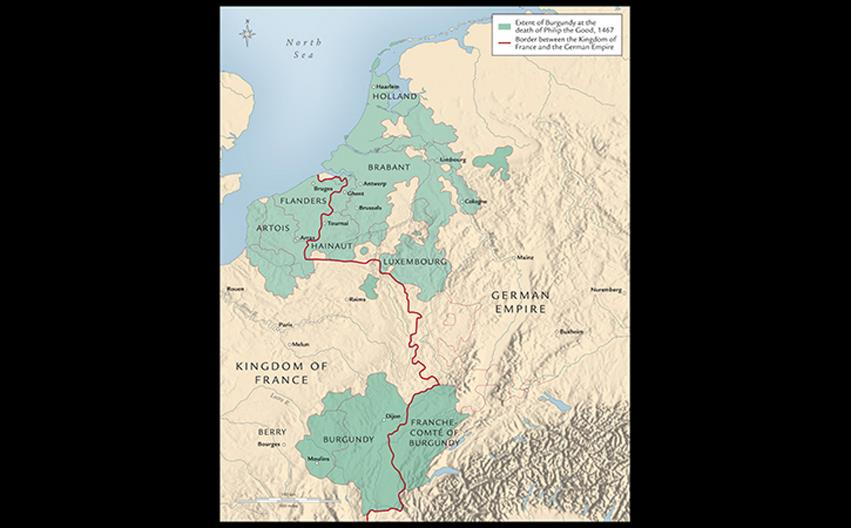 Extent of Burgundy at the
death of Philip the Good, 1467
Border between the Kingdom of
France and the German Empire
N
North
Sea
Haarlem
HOLLAND
BRABANT
Limbourg
Bruges
Antwerp
Ghent
FLANDERS
Brussels
Cologne
ARTOIS
Tournai
Arras
HAINAUT
LUXEMBOURG
Mainz
Rouen
Reims
GERMAN
EMPIRE
Nuremberg
Paris
Melun
Buxheim
KINGDOM OF
FRANCE
Loire R.
Dijon
FRANCHE-
COMTÉ OF
BURGUNDY
BERRY
Bourges
BURGUNDY
Moulins